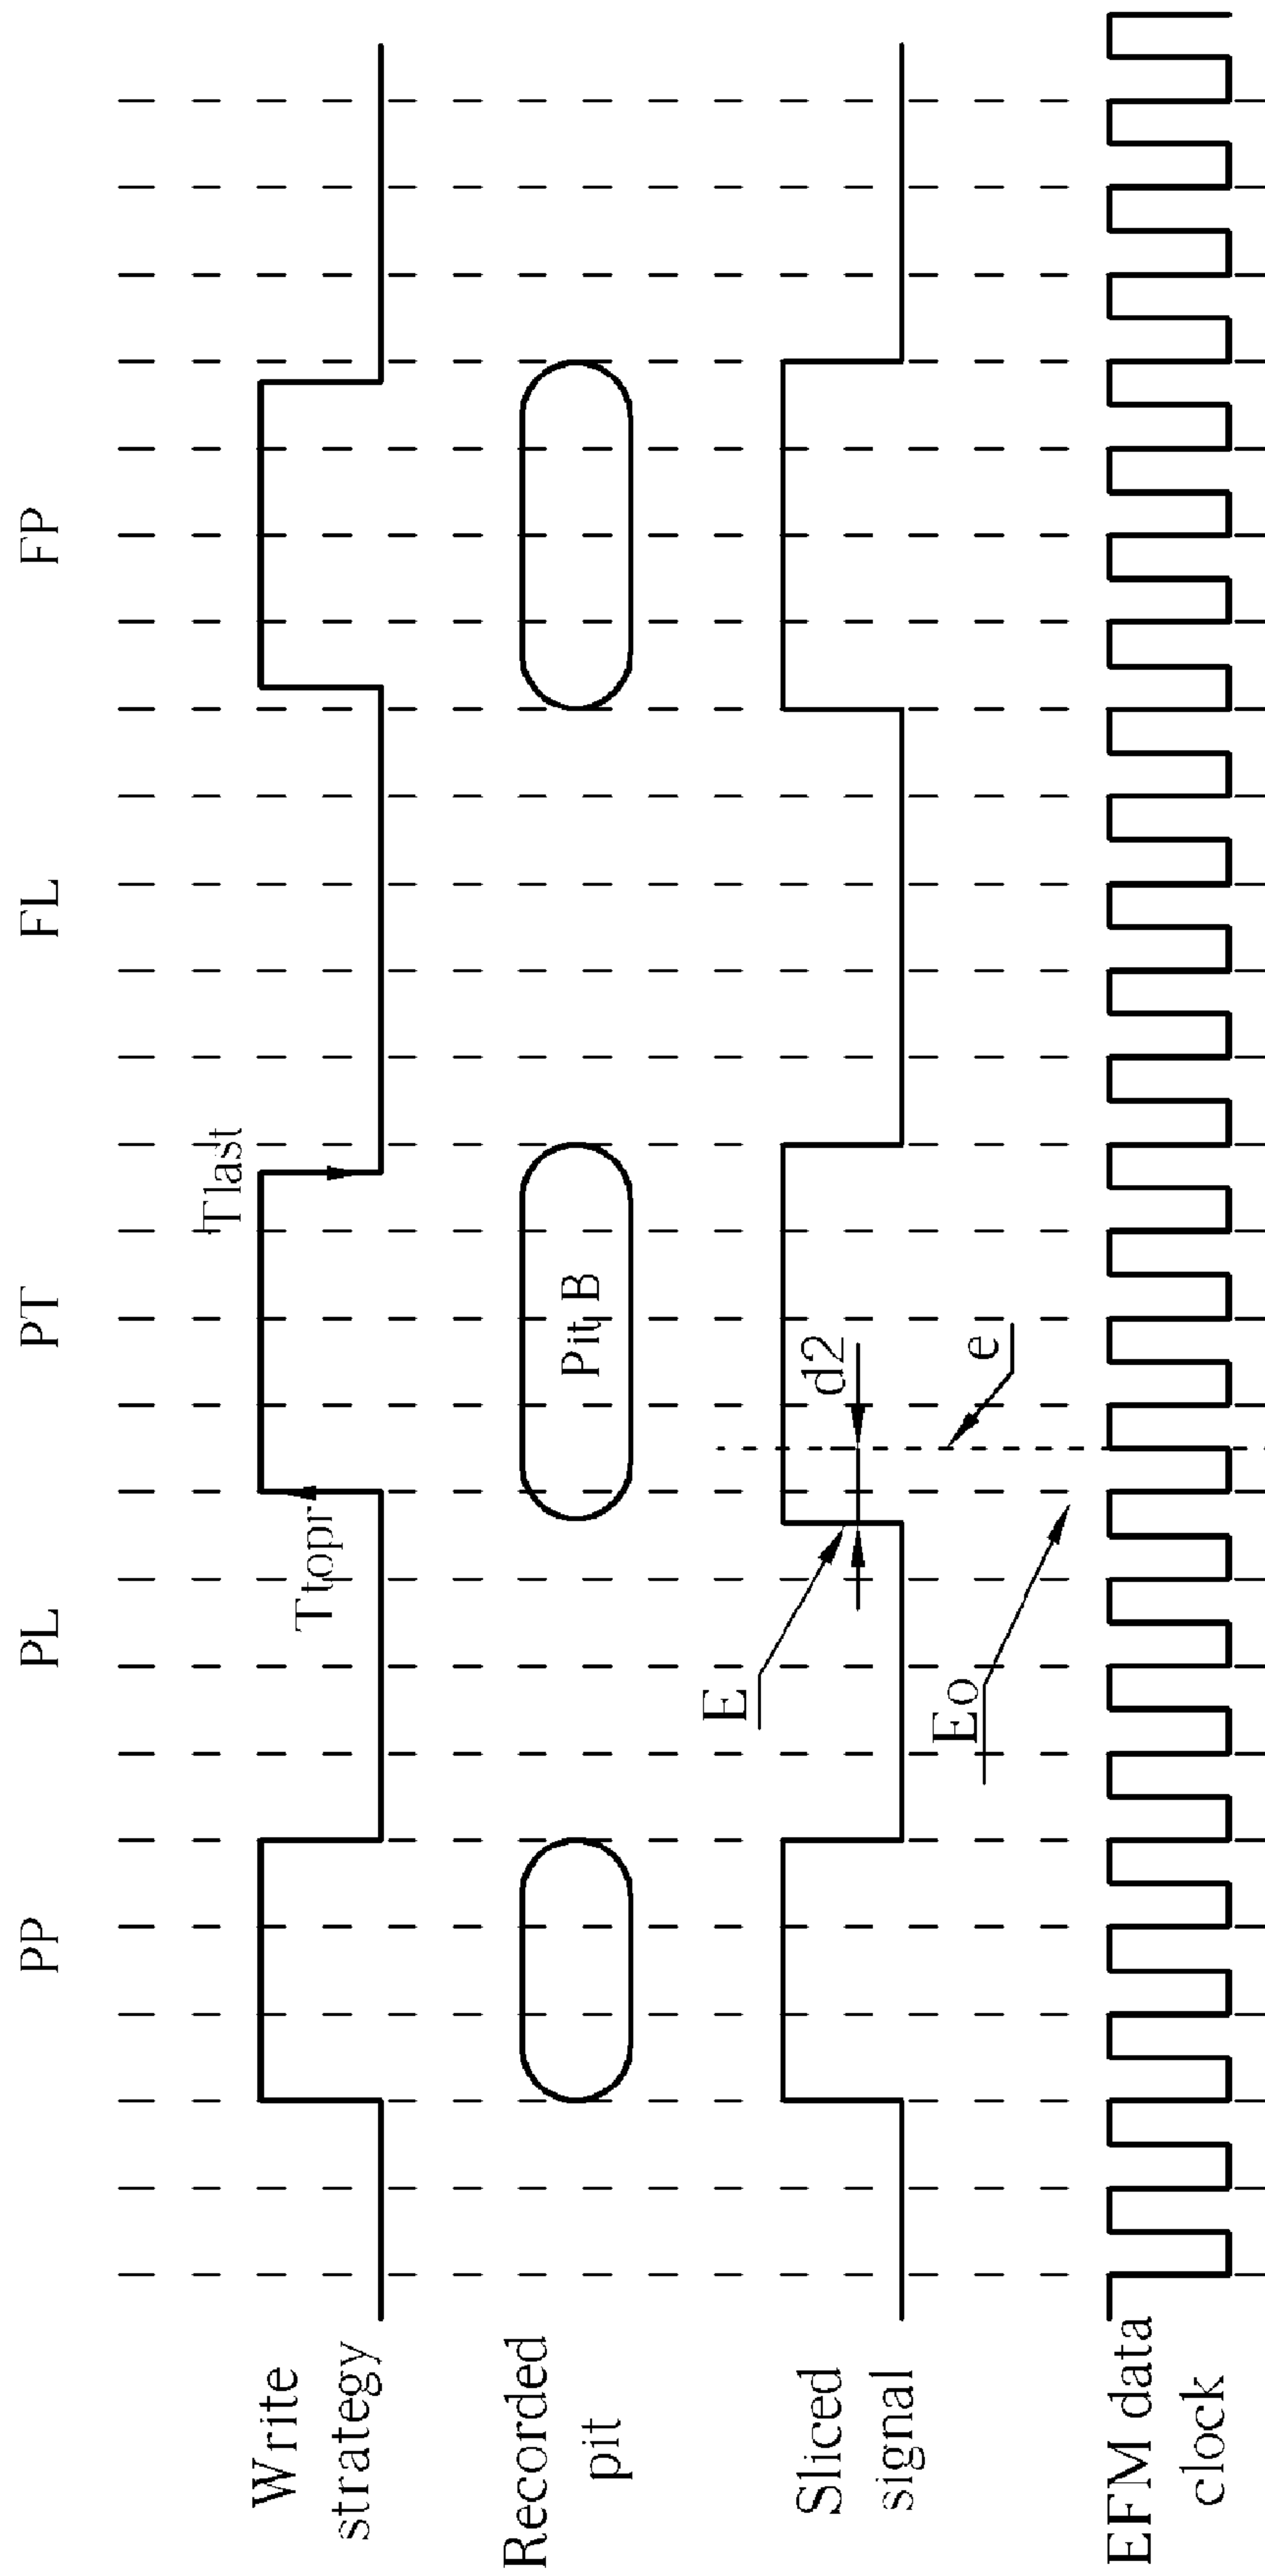 PP PL PT FL FP
Write
strategy
Ttopr
Tlast
Recorded
pit
Pit B
Sliced
signal
E
d2
Eo
e
EFM data
clock